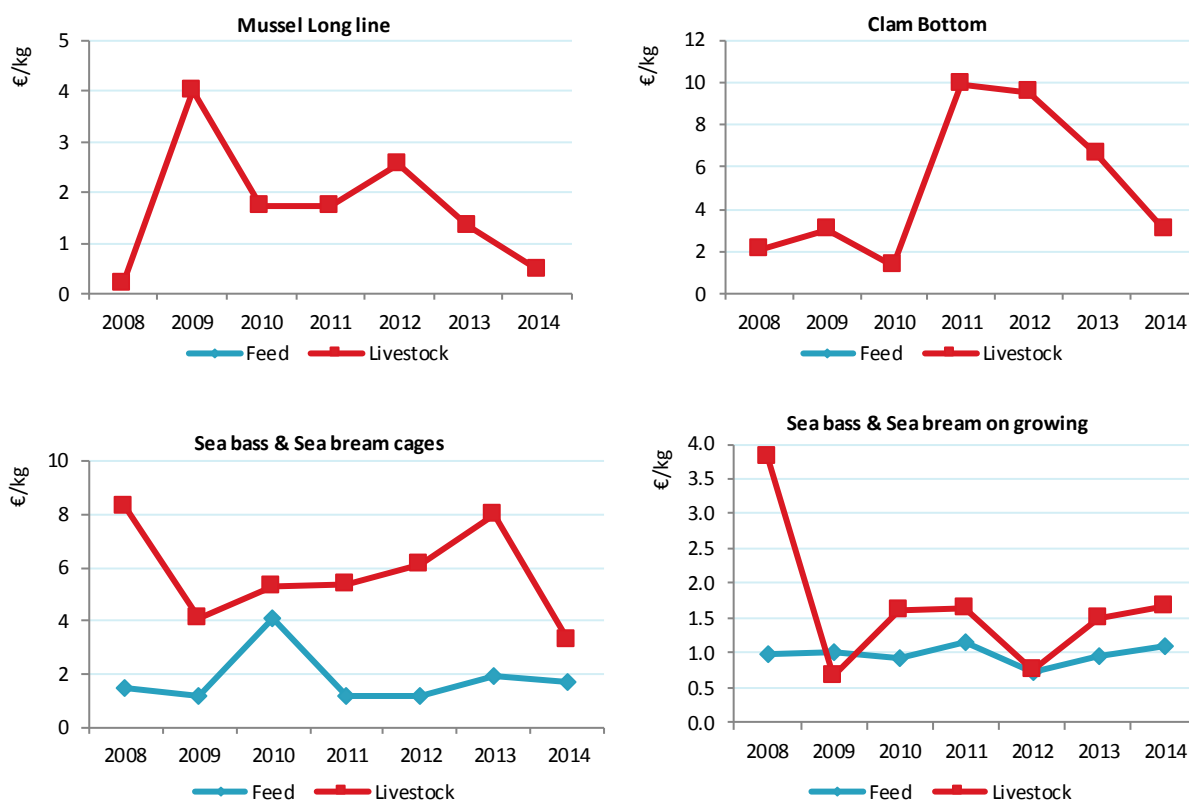 Mussel Long line
€/kg
5
4
3
2
1
0
2008 2009 2010 2011 2012 2013 2014
Feed Livestock
Clam Bottom
€/kg
12
10
8
6
4
2
0
2008 2009 2010 2011 2012 2013 2014
Feed Livestock
Sea bass & Sea bream cages
€/kg
10
8
6
4
2
0
2008 2009 2010 2011 2012 2013 2014
Feed Livestock
Sea bass & Sea bream on growing
€/kg
4.0
3.5
3.0
2.5
2.0
1.5
1.0
0.5
0.0
2008 2009 2010 2011 2012 2013 2014
Feed Livestock